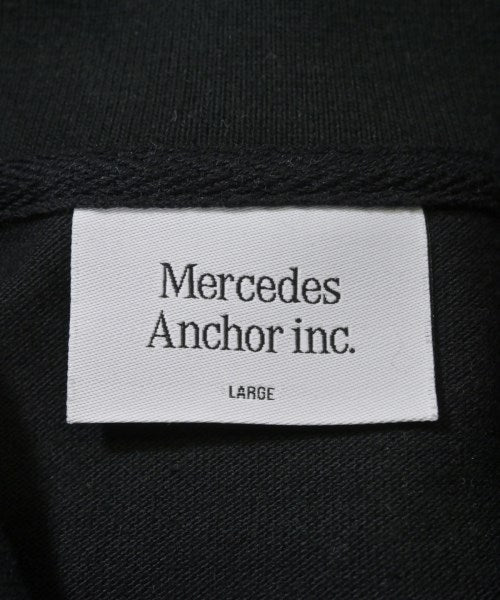 Mercedes
Anchor inc.
LARGE